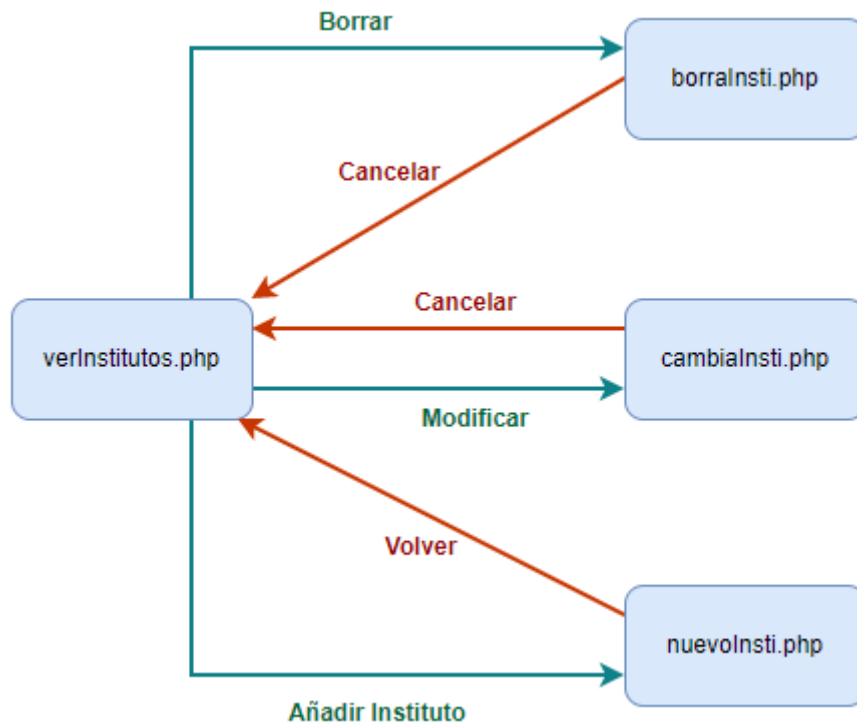 Borrar
borraInsti.php
Cancelar
Cancelar
verInstitutos.php
cambiaInsti.php
Modificar
Volver
nuevoInsti.php
Añadir Instituto